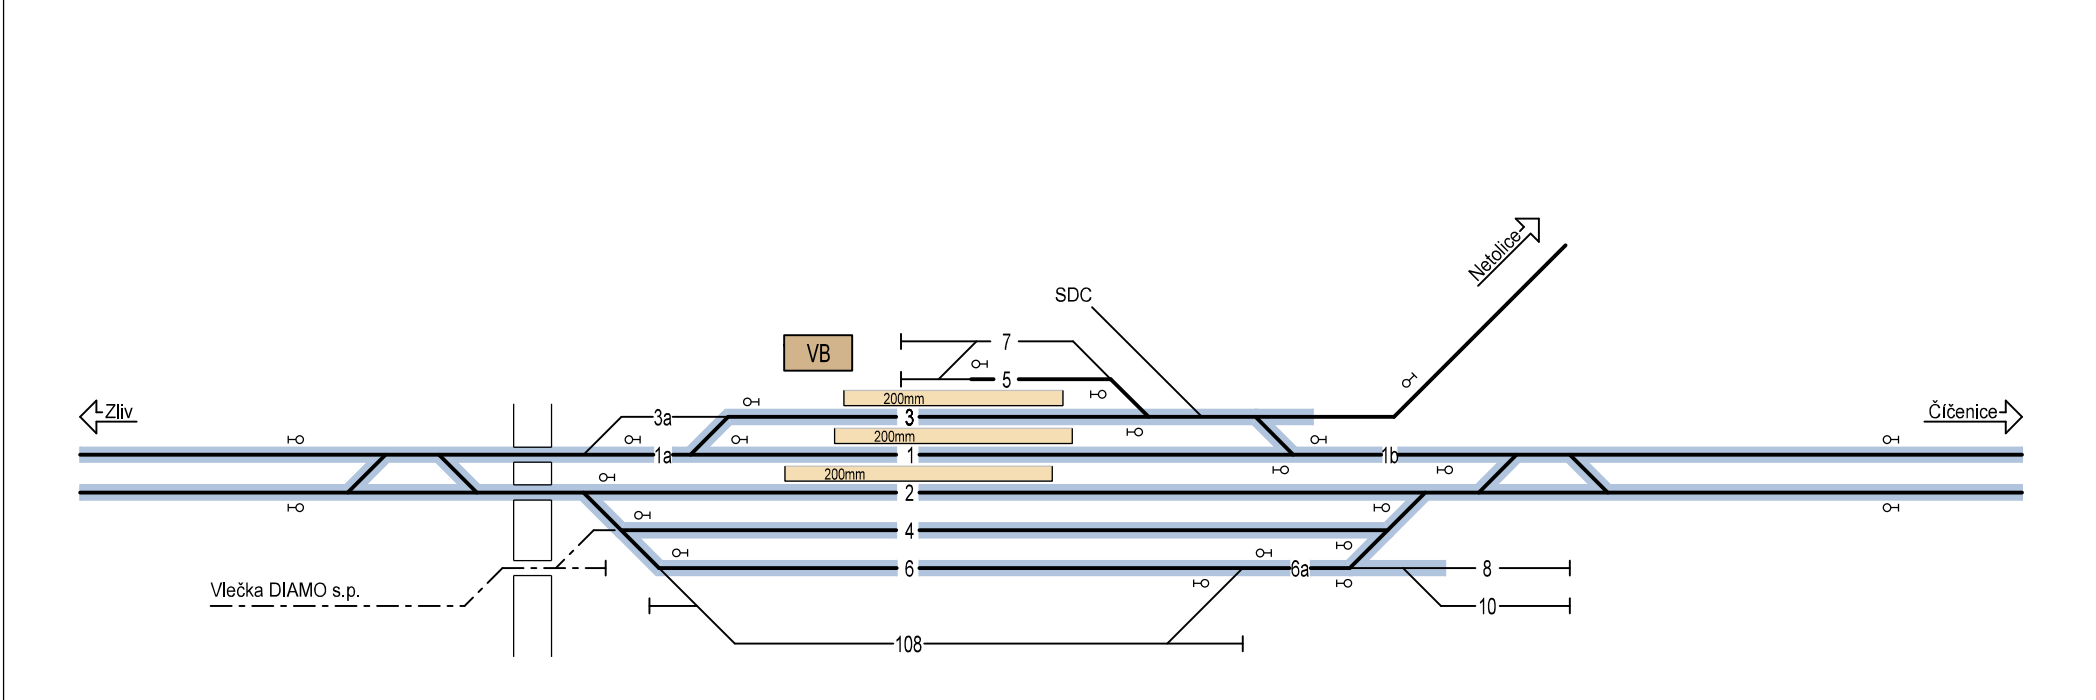 Netolice
SDC
7
VB
5
200mm
Zliv
3a
3
Číčenice
200mm
1a
1
1b
200mm
2
4
6
6a
8
Vlečka DIAMO s.p.
10
108